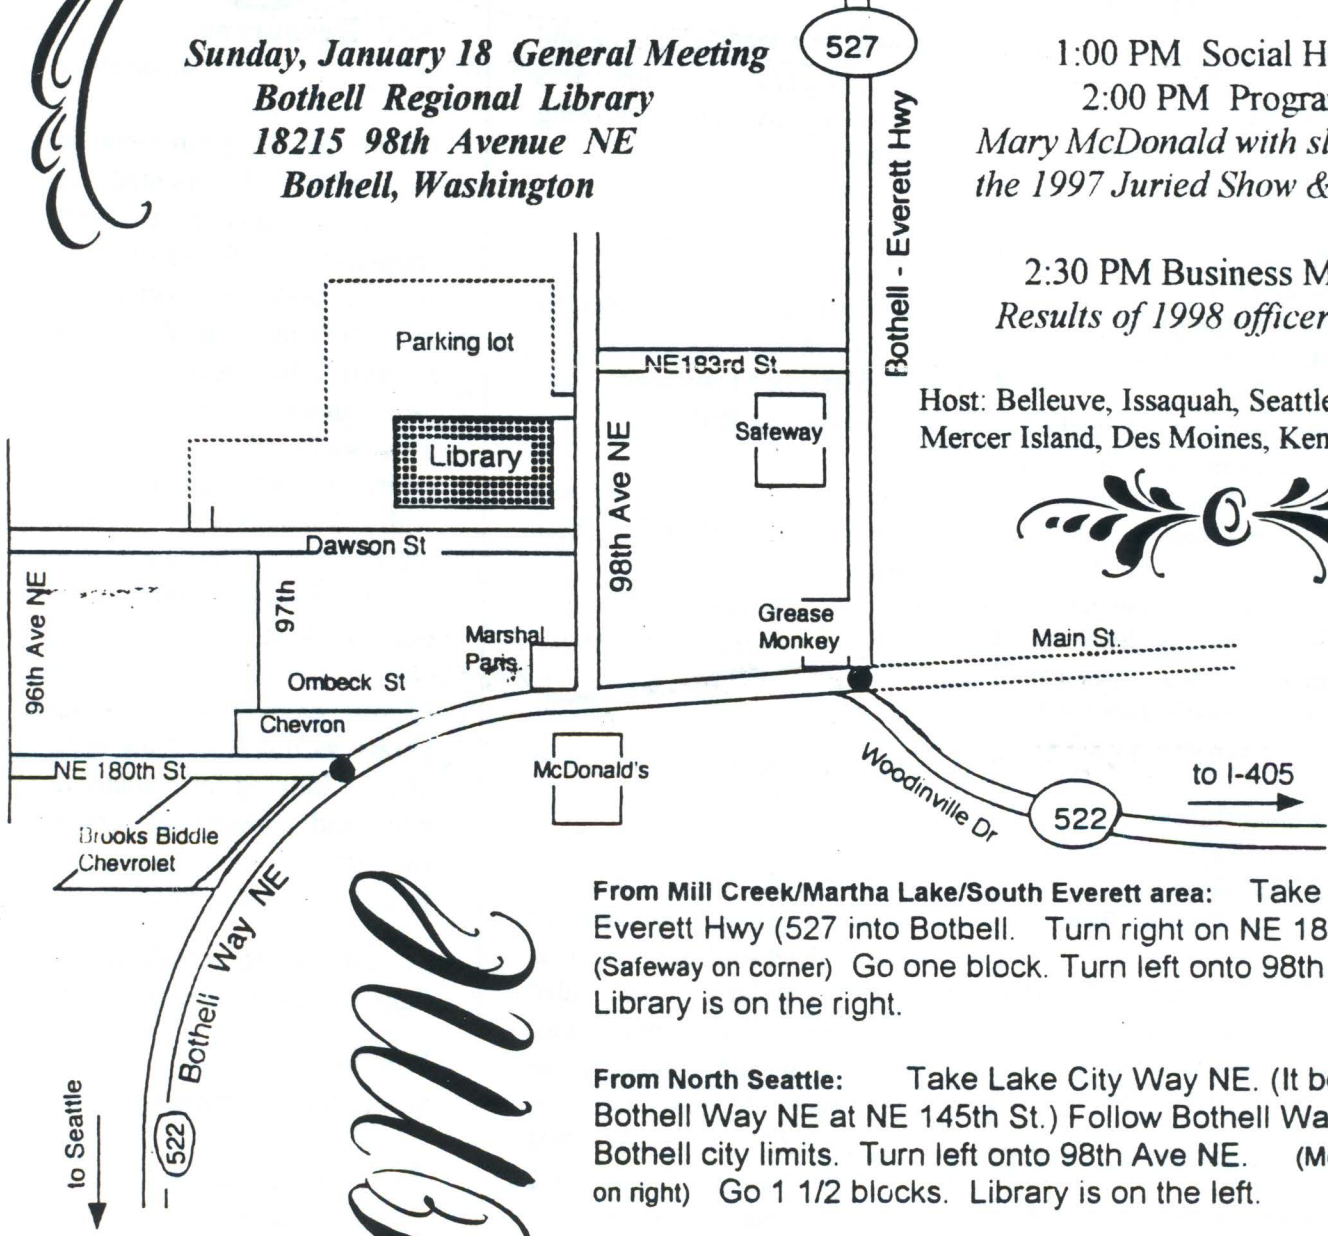 Sunday, January 18 General Meeting
Bothell Regional Library
18215 98th Avenue NE
Bothell, Washington
527
1:00 PM Social H
2:00 PM Progra
Mary McDonald with sl
the 1997 Juried Show &
2:30 PM Business M
Results of 1998 officer
Host: Belleuve, Issaquah, Seattle
Mercer Island, Des Moines, Ken
Bothell - Everett Hwy
Parking lot
NE183rd St.
Safeway
Library
98th Ave NE
Dawson St
96th Ave NE
97th
Marshal
Paris.
Grease
Monkey
Main St.
Ombeck St
Chevron
NE 180th St
McDonald's
Woodinville Dr
to I-405
522
Brooks Biddle
Chevrolet
Bothell Way NE
522
to Seattle
From Mill Creek/Martha Lake/South Everett area: Take
Everett Hwy (527 into Botbell. Turn right on NE 18
(Safeway on corner) Go one block. Turn left onto 98th
Library is on the right.
From North Seattle: Take Lake City Way NE. (It be
Bothell Way NE at NE 145th St.) Follow Bothell Wa
Bothell city limits. Turn left onto 98th Ave NE. (Mc
on right) Go 1 1/2 blocks. Library is on the left.